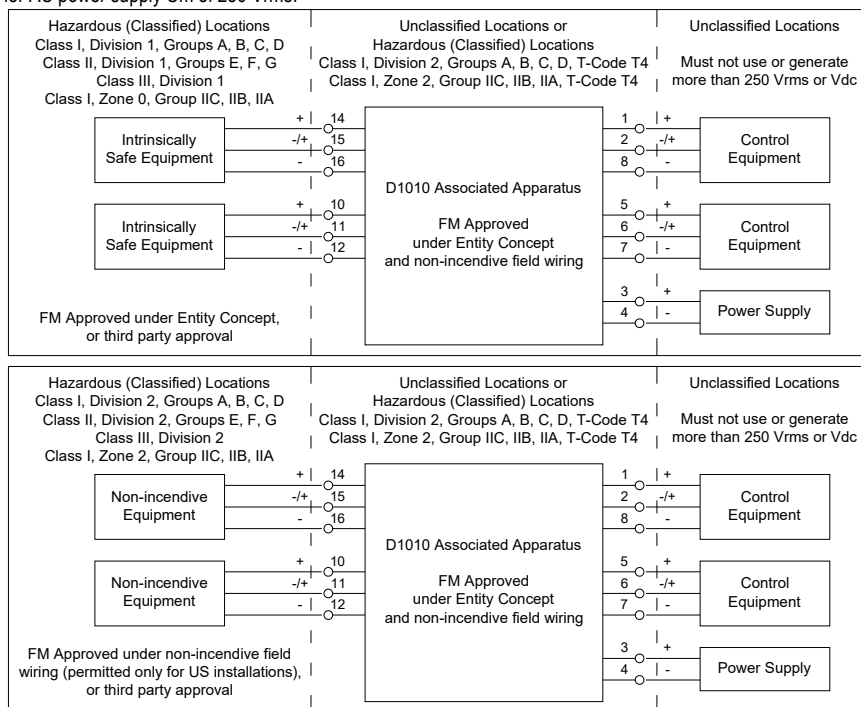 for AC power supply Um of 250 Vrms.
Hazardous (Classified) Locations
Class I, Division 1, Groups A, B, C, D
Class II, Division 1, Groups E, F, G
Class III, Division 1
Class I, Zone 0, Group IIC, IIB, IIA
Unclassified Locations or
Hazardous (Classified) Locations
Class I, Division 2, Groups A, B, C, D, T-Code T4
Class I, Zone 2, Group IIC, IIB, IIA, T-Code T4
Unclassified Locations
Must not use or generate
more than 250 Vrms or Vdc
Intrinsically
Safe Equipment
+ 14
-/+ 15
- 16
Intrinsically
Safe Equipment
+ 10
-/+ 11
- 12
FM Approved under Entity Concept,
or third party approval
D1010 Associated Apparatus
FM Approved
under Entity Concept
and non-incendive field wiring
1 +
2 -/+
8 -
Control
Equipment
5 +
6 -/+
7 -
Control
Equipment
3 +
4 -
Power Supply
Hazardous (Classified) Locations
Class I, Division 2, Groups A, B, C, D
Class II, Division 2, Groups E, F, G
Class III, Division 2
Class I, Zone 2, Group IIC, IIB, IIA
Unclassified Locations or
Hazardous (Classified) Locations
Class I, Division 2, Groups A, B, C, D, T-Code T4
Class I, Zone 2, Group IIC, IIB, IIA, T-Code T4
Unclassified Locations
Must not use or generate
more than 250 Vrms or Vdc
Non-incendive
Equipment
+ 14
-/+ 15
- 16
Non-incendive
Equipment
+ 10
-/+ 11
- 12
FM Approved under non-incendive field
wiring (permitted only for US installations),
or third party approval
D1010 Associated Apparatus
FM Approved
under Entity Concept
and non-incendive field wiring
1 +
2 -/+
8 -
Control
Equipment
5 +
6 -/+
7 -
Control
Equipment
3 +
4 -
Power Supply